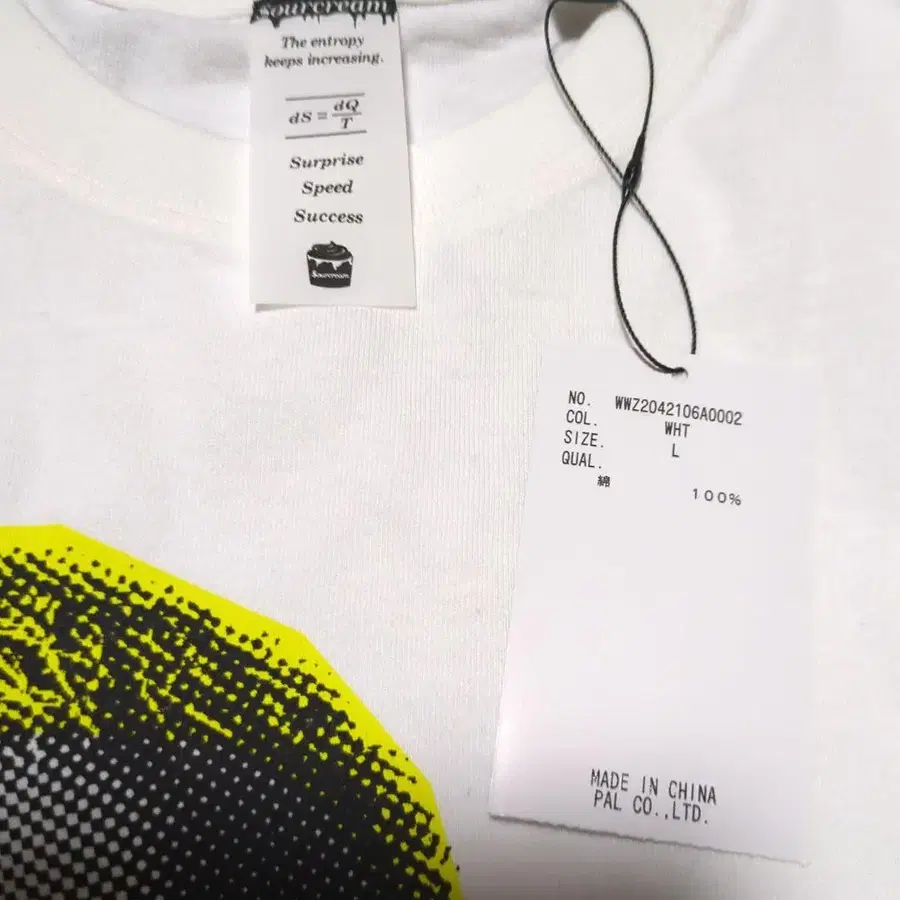 Sourcream
The entropy
keeps increasing.
dS = dQ
T
Surprise
Speed
Success
Sourcream
NO. WWZ2042106A0002
COL. WHT
SIZE. L
QUAL.
綿 100%
MADE IN CHINA
PAL CO.,LTD.